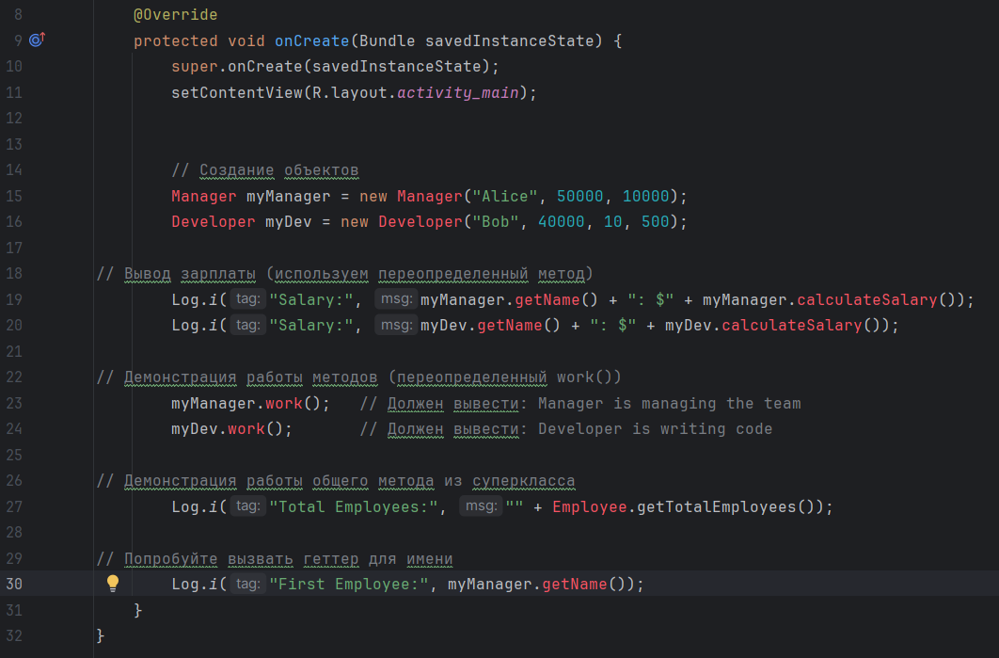 8 @Override
9 protected void onCreate(Bundle savedInstanceState) {
10 super.onCreate(savedInstanceState);
11 setContentView(R.layout.activity_main);
12
13
14 // Создание объектов
15 Manager myManager = new Manager("Alice", 50000, 10000);
16 Developer myDev = new Developer("Bob", 40000, 10, 500);
17
18 // Вывод зарплаты (используем переопределенный метод)
19 Log.i( tag: "Salary:", msg: myManager.getName() + ": $" + myManager.calculateSalary());
20 Log.i( tag: "Salary:", msg: myDev.getName() + ": $" + myDev.calculateSalary());
21
22 // Демонстрация работы методов (переопределенный work())
23 myManager.work(); // Должен вывести: Manager is managing the team
24 myDev.work(); // Должен вывести: Developer is writing code
25
26 // Демонстрация работы общего метода из суперкласса
27 Log.i( tag: "Total Employees:", msg: "" + Employee.getTotalEmployees());
28
29 // Попробуйте вызвать геттер для имени
30 Log.i( tag: "First Employee:", myManager.getName());
31 }
32 }